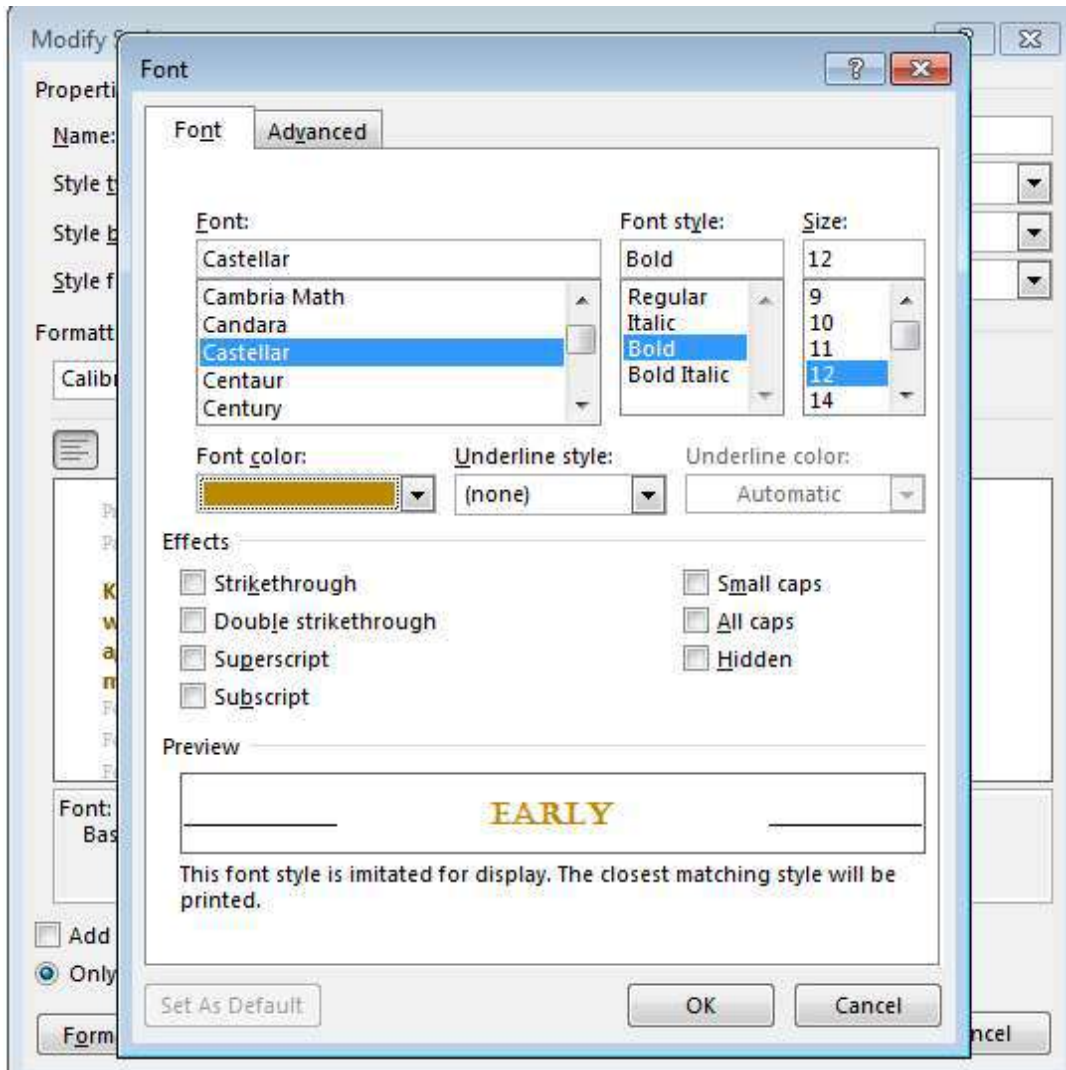 Modify
Font
Properti
Font Advanced
Name:
Style t
Font: Font style: Size:
Style b
Castellar Bold 12
Style f
Cambria Math Regular 9
Candara Italic 10
Formatt
Castellar Bold 11
Centaur Bold Italic 12
Calib
Century 14
Font color: Underline style: Underline color:
(none) Automatic
Effects
Strikethrough Small caps
Double strikethrough All caps
Superscript Hidden
Subscript
Preview
Font:
EARLY
Bas
This font style is imitated for display. The closest matching style will be
printed.
Add
Only
Set As Default OK Cancel
Form ncel